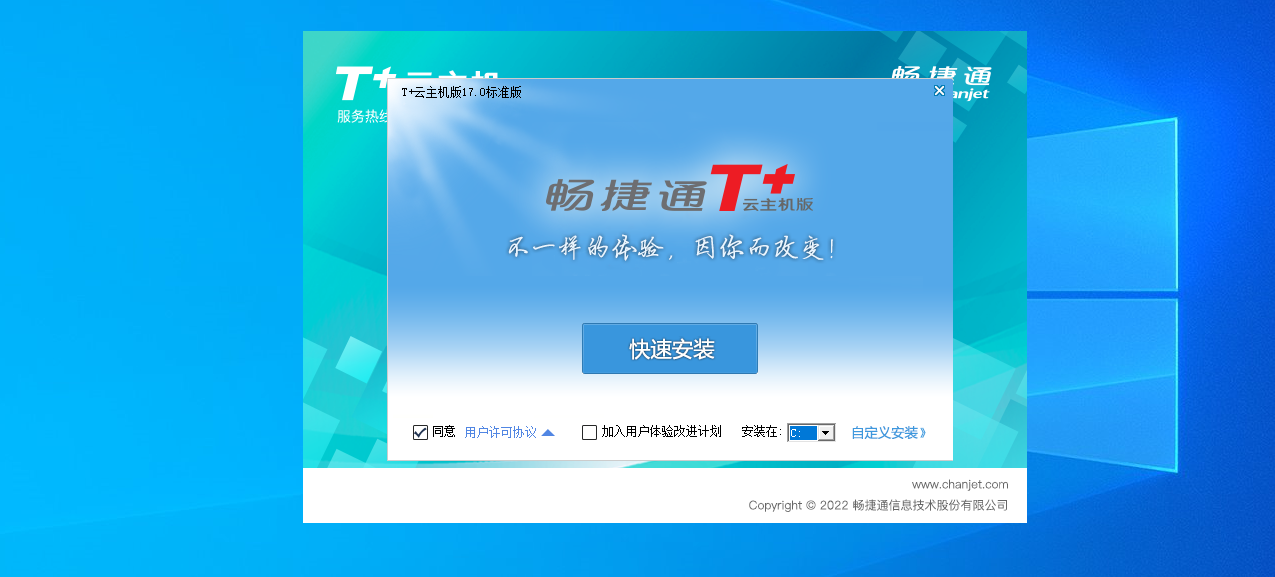 T+云主机
畅捷通
anjet
服务热线
T+云主机版17.0标准版
畅捷通T+云主机版
不一样的体验，因你而改变！
快速安装
同意 用户许可协议 加入用户体验改进计划 安装在: C: 自定义安装》
www.chanjet.com
Copyright © 2022 畅捷通信息技术股份有限公司